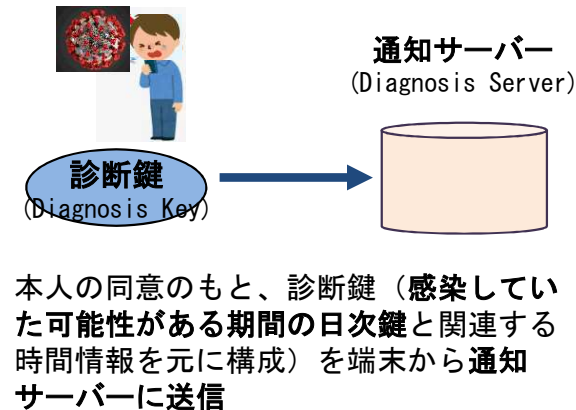 通知サーバー
(Diagnosis Server)
診断鍵
(Diagnosis Key)
本人の同意のもと、診断鍵（感染してい
た可能性がある期間の日次鍵と関連する
時間情報を元に構成）を端末から通知
サーバーに送信